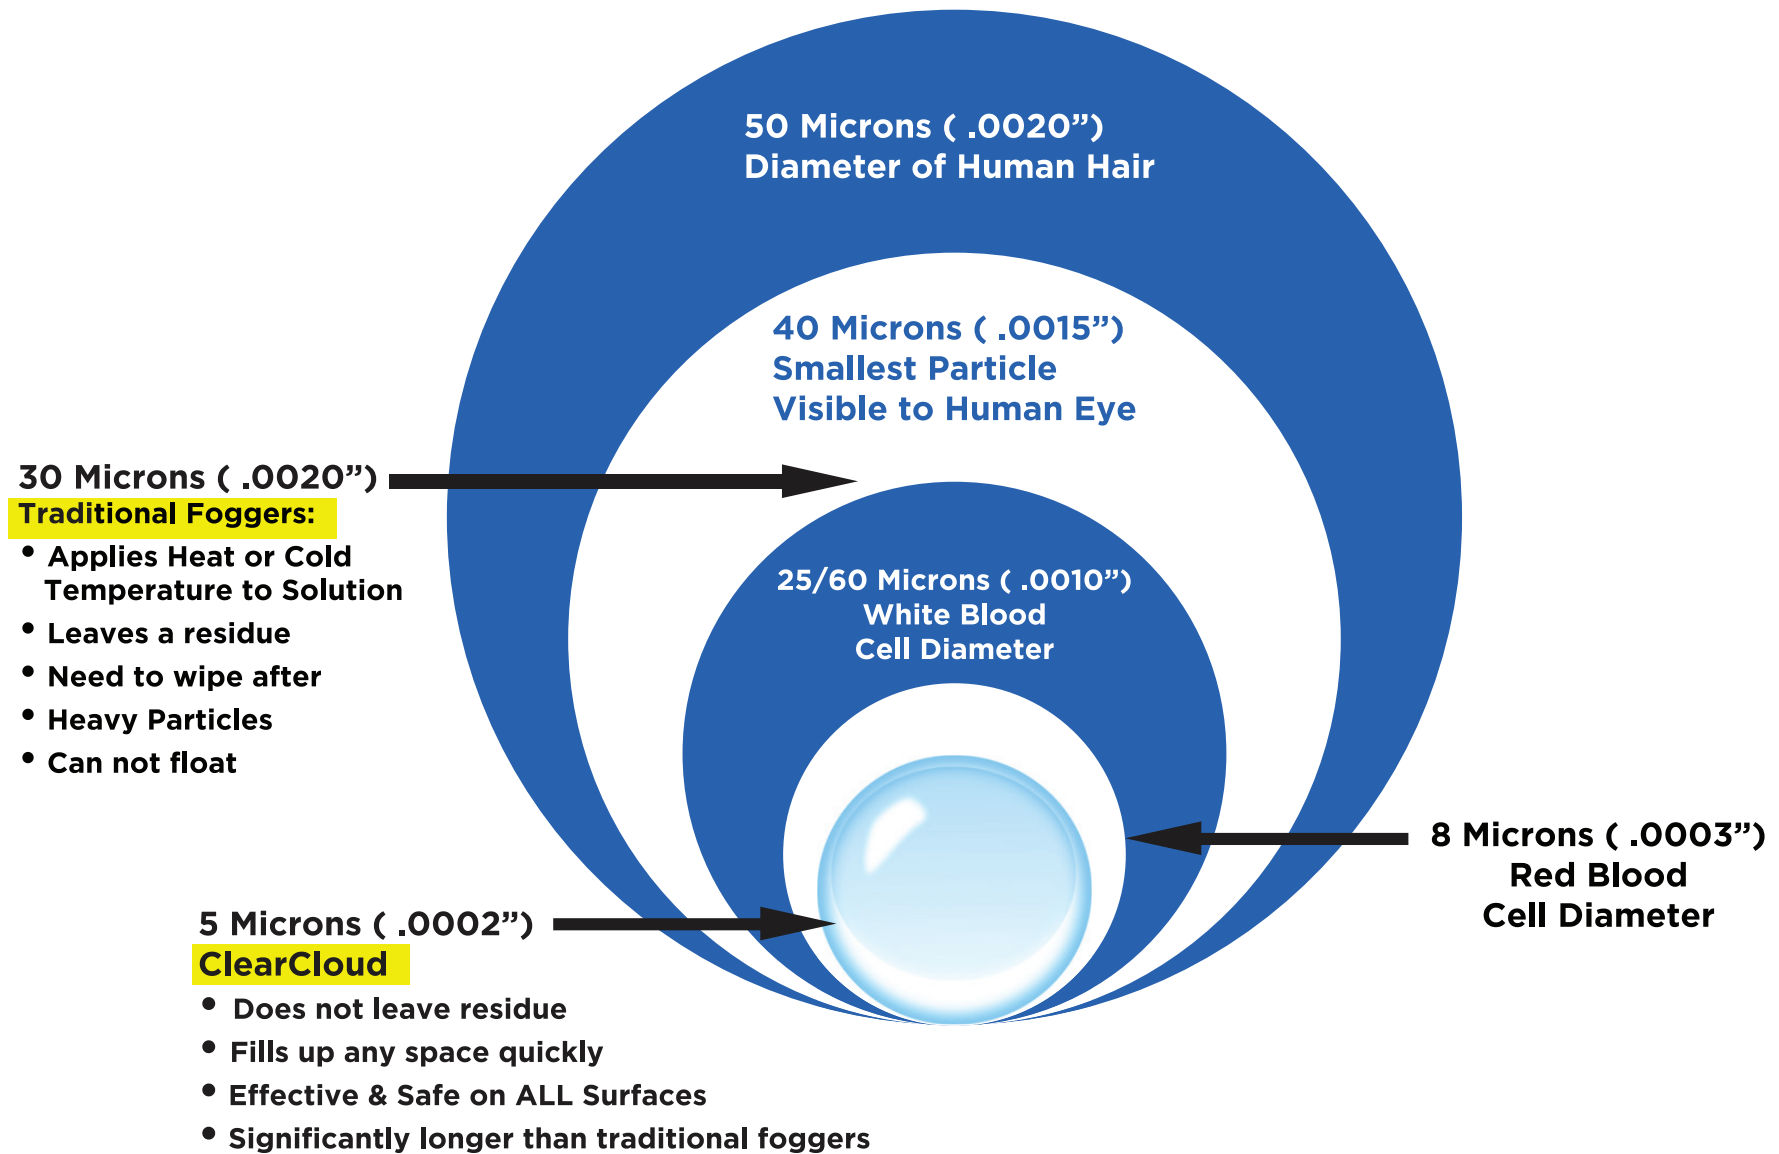 50 Microns ( .0020”)
Diameter of Human Hair
40 Microns ( .0015”)
Smallest Particle
Visible to Human Eye
30 Microns ( .0020”)
Traditional Foggers:
• Applies Heat or Cold
Temperature to Solution
• Leaves a residue
• Need to wipe after
• Heavy Particles
• Can not float
25/60 Microns ( .0010”)
White Blood
Cell Diameter
8 Microns ( .0003”)
Red Blood
Cell Diameter
5 Microns ( .0002”)
ClearCloud
• Does not leave residue
• Fills up any space quickly
• Effective & Safe on ALL Surfaces
• Significantly longer than traditional foggers